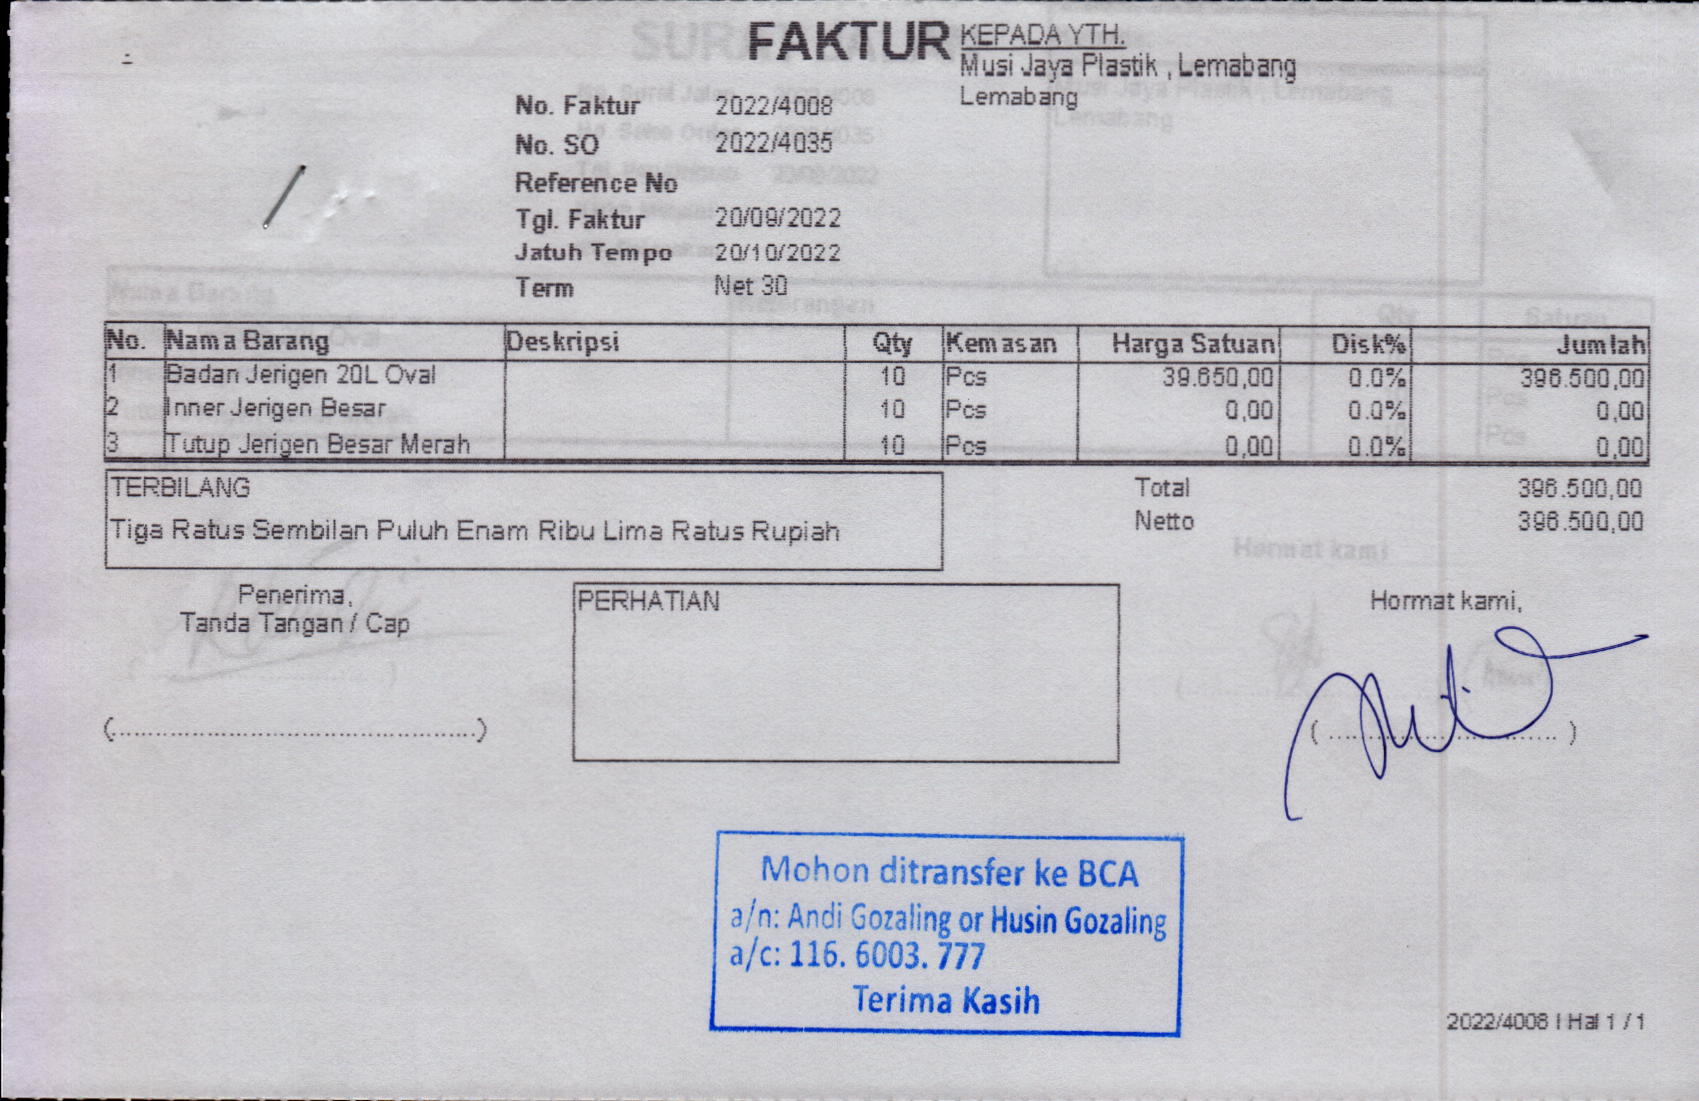 FAKTUR
KEPADA YTH.
Musi Jaya Plastik , Lemabang
Lemabang
No. Faktur 2022/4008
No. SO 2022/4035
Reference No
Tgl. Faktur 20/09/2022
Jatuh Tempo 20/10/2022
Term Net 30
No. Nama Barang Deskripsi Qty Kemasan Harga Satuan Disk% Jumlah
1 Badan Jerigen 20L Oval 10 Pcs 39.650,00 0.0% 396.500,00
2 Inner Jerigen Besar 10 Pcs 0,00 0.0% 0,00
3 Tutup Jerigen Besar Merah 10 Pcs 0,00 0.0% 0,00
TERBILANG
Tiga Ratus Sembilan Puluh Enam Ribu Lima Ratus Rupiah
Total 396.500,00
Netto 396.500,00
Penerima,
Tanda Tangan / Cap
(............................................)
PERHATIAN
Hormat kami,
(............................)
Mohon ditransfer ke BCA
a/n: Andi Gozaling or Husin Gozaling
a/c: 116. 6003. 777
Terima Kasih
2022/4008 | Hal 1 / 1